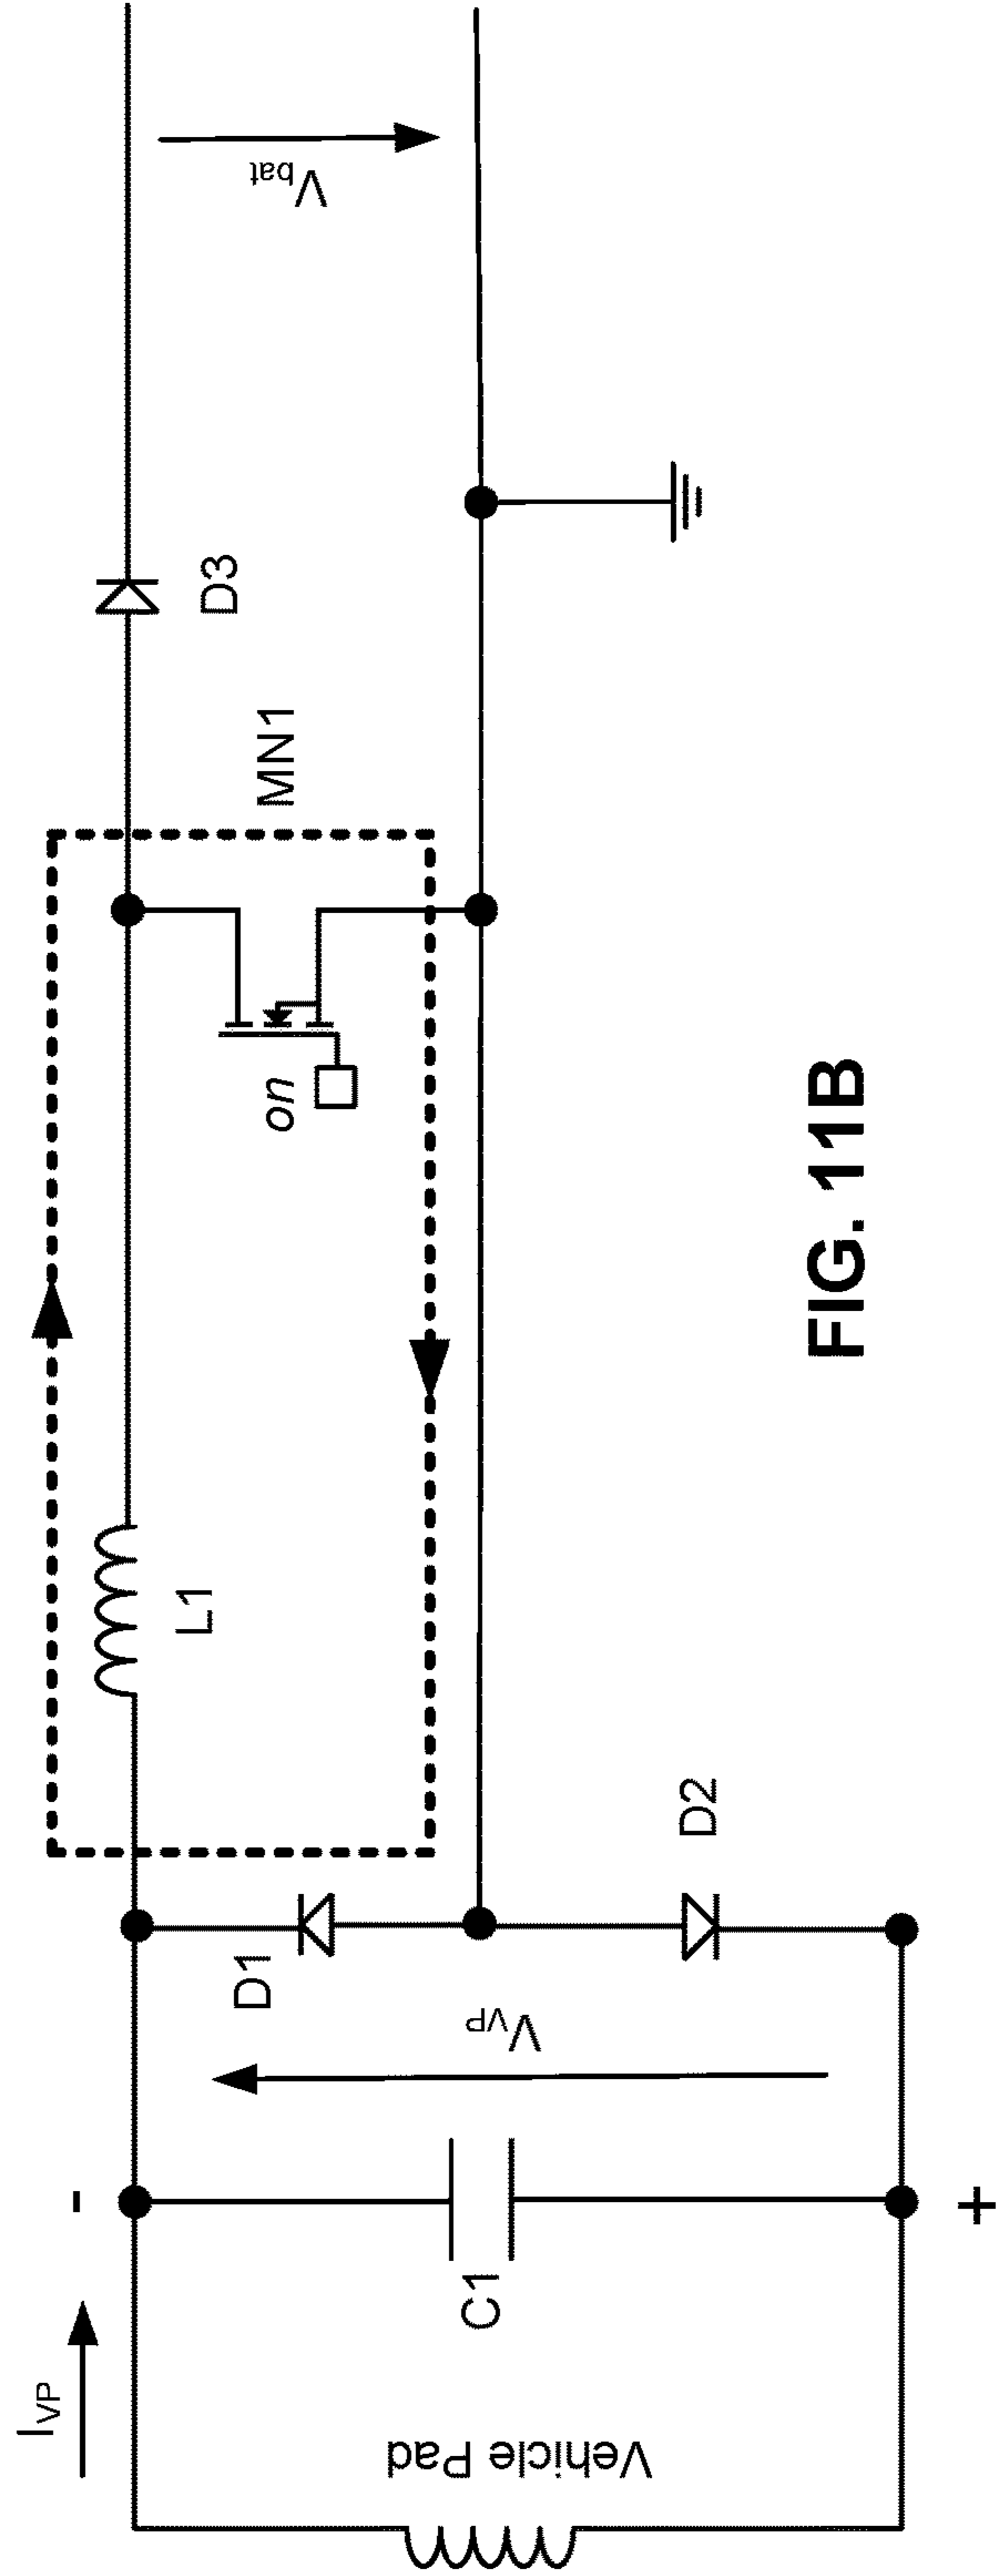 I_VP
-
Vehicle Pad
C1
+
V_VP
D1
D2
L1
on
MN1
D3
V_bat
FIG. 11B